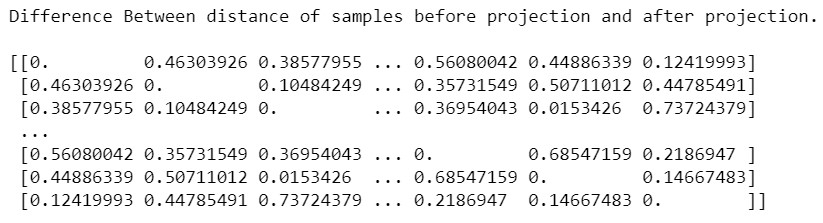 Difference Between distance of samples before projection and after projection.
[[0.         0.46303926 0.38577955 ... 0.56080042 0.44886339 0.12419993]
 [0.46303926 0.         0.10484249 ... 0.35731549 0.50711012 0.44785491]
 [0.38577955 0.10484249 0.         ... 0.36954043 0.0153426  0.73724379]
 ...
 [0.56080042 0.35731549 0.36954043 ... 0.         0.68547159 0.2186947 ]
 [0.44886339 0.50711012 0.0153426  ... 0.68547159 0.         0.14667483]
 [0.12419993 0.44785491 0.73724379 ... 0.2186947  0.14667483 0.        ]]